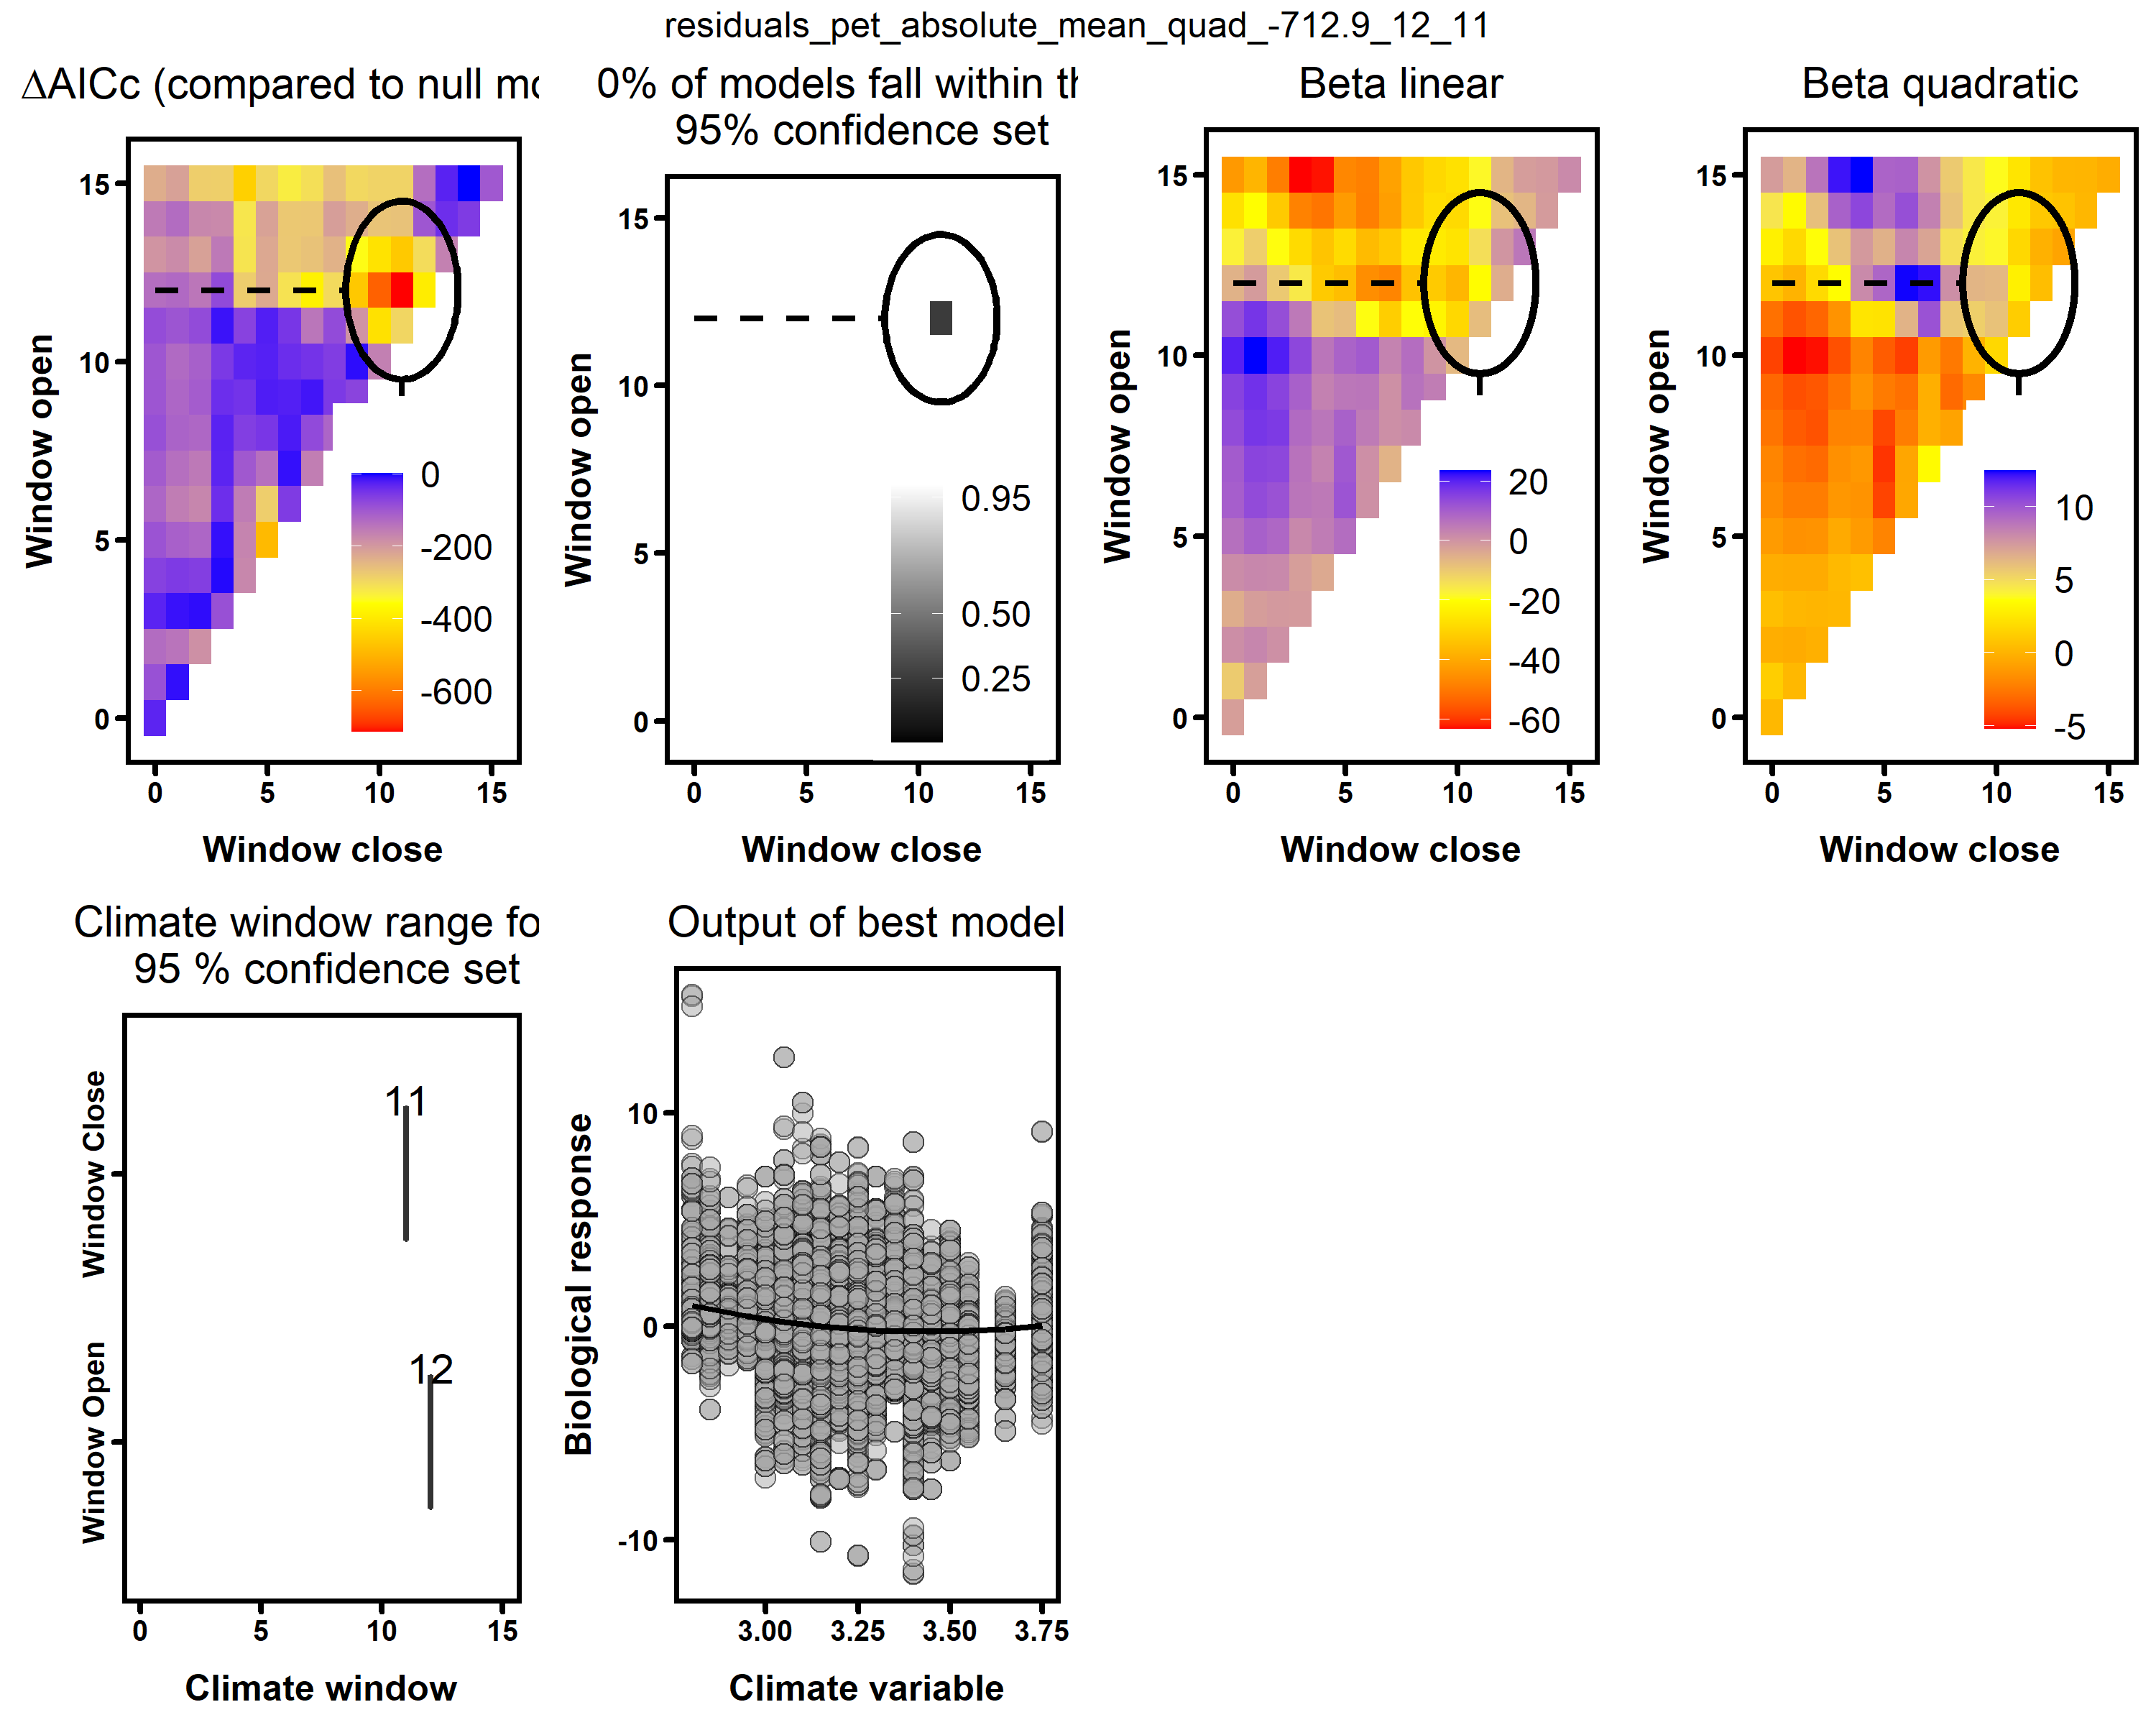 residuals_pet_absolute_mean_quad_-712.9_12_11
ΔAICc (compared to null mo
0% of models fall within th
95% confidence set
Beta linear
Beta quadratic
Window open
15
10
5
0
0
-200
-400
-600
0 5 10 15
Window close
Window open
15
10
5
0
0.95
0.50
0.25
0 5 10 15
Window close
Window open
15
10
5
0
20
0
-20
-40
-60
0 5 10 15
Window close
Window open
15
10
5
0
10
5
0
-5
0 5 10 15
Window close
Climate window range fo
95 % confidence set
Window Close
Window Open
11
12
0 5 10 15
Climate window
Output of best model
Biological response
10
0
-10
3.00 3.25 3.50 3.75
Climate variable